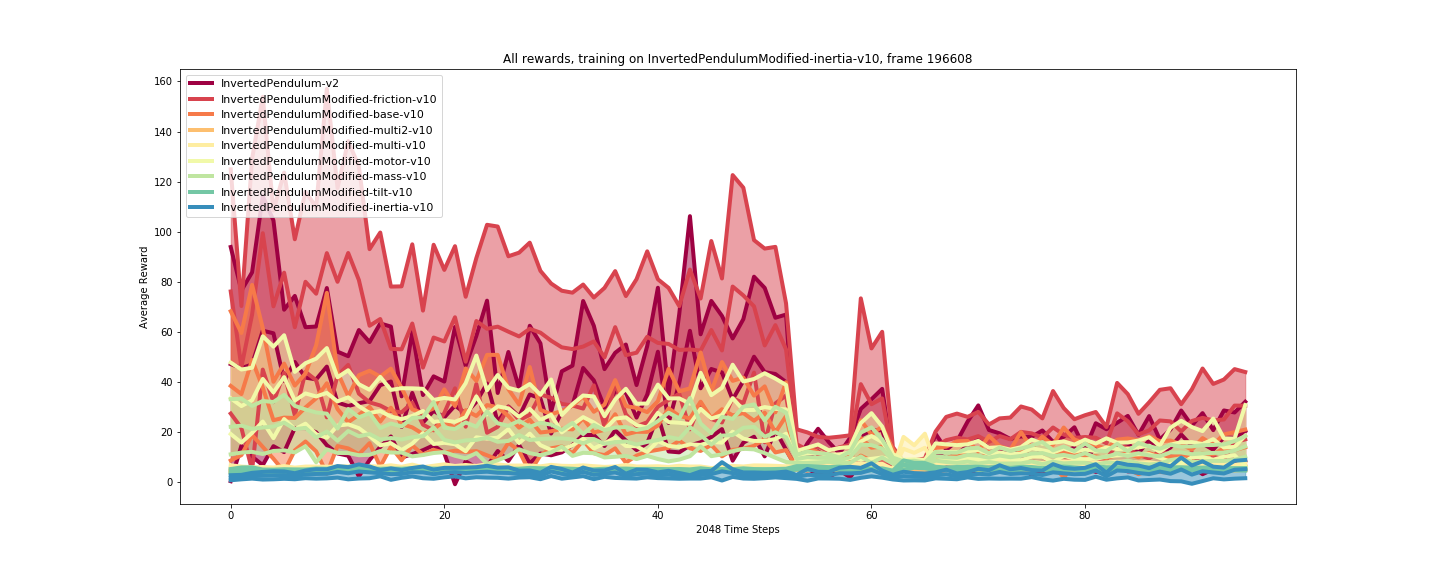 All rewards, training on InvertedPendulumModified-inertia-v10, frame 196608
160
140
120
100
80
60
40
20
0
Average Reward
InvertedPendulum-v2
InvertedPendulumModified-friction-v10
InvertedPendulumModified-base-v10
InvertedPendulumModified-multi2-v10
InvertedPendulumModified-multi-v10
InvertedPendulumModified-motor-v10
InvertedPendulumModified-mass-v10
InvertedPendulumModified-tilt-v10
InvertedPendulumModified-inertia-v10
0
20
40
60
80
2048 Time Steps